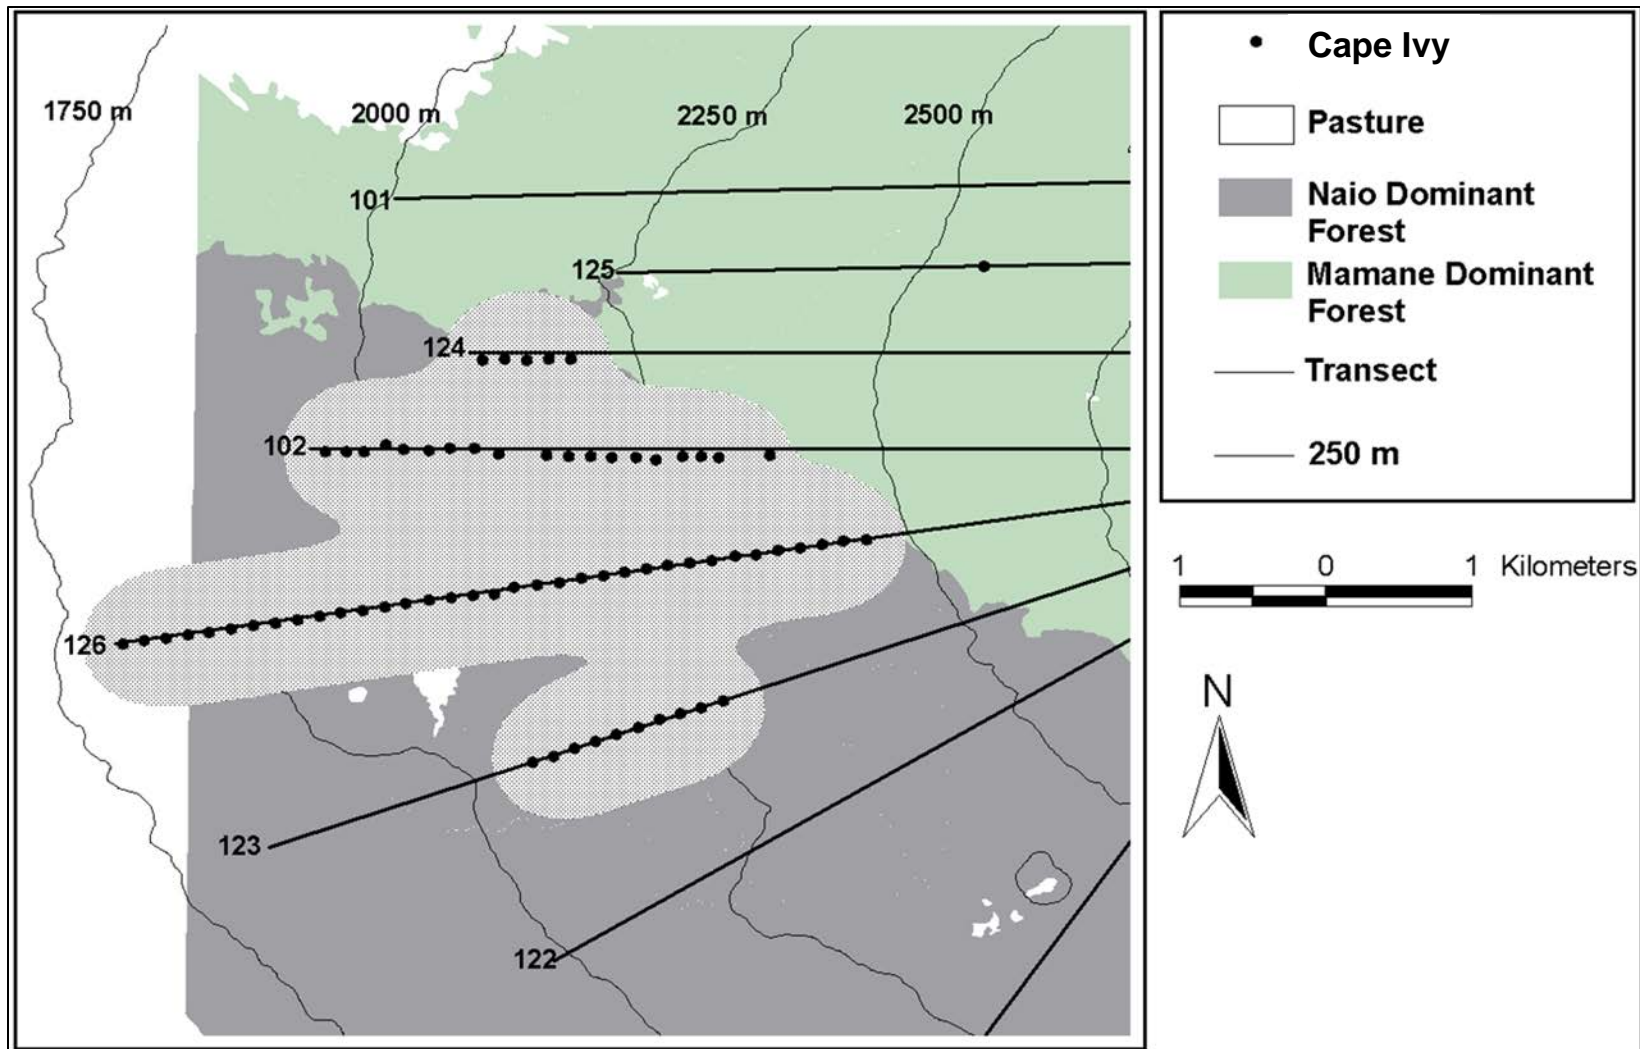 1750 m
2000 m
2250 m
2500 m
101
125
124
102
126
123
122
Cape Ivy
Pasture
Naio Dominant
Forest
Mamane Dominant
Forest
Transect
250 m
1 0 1 Kilometers
N